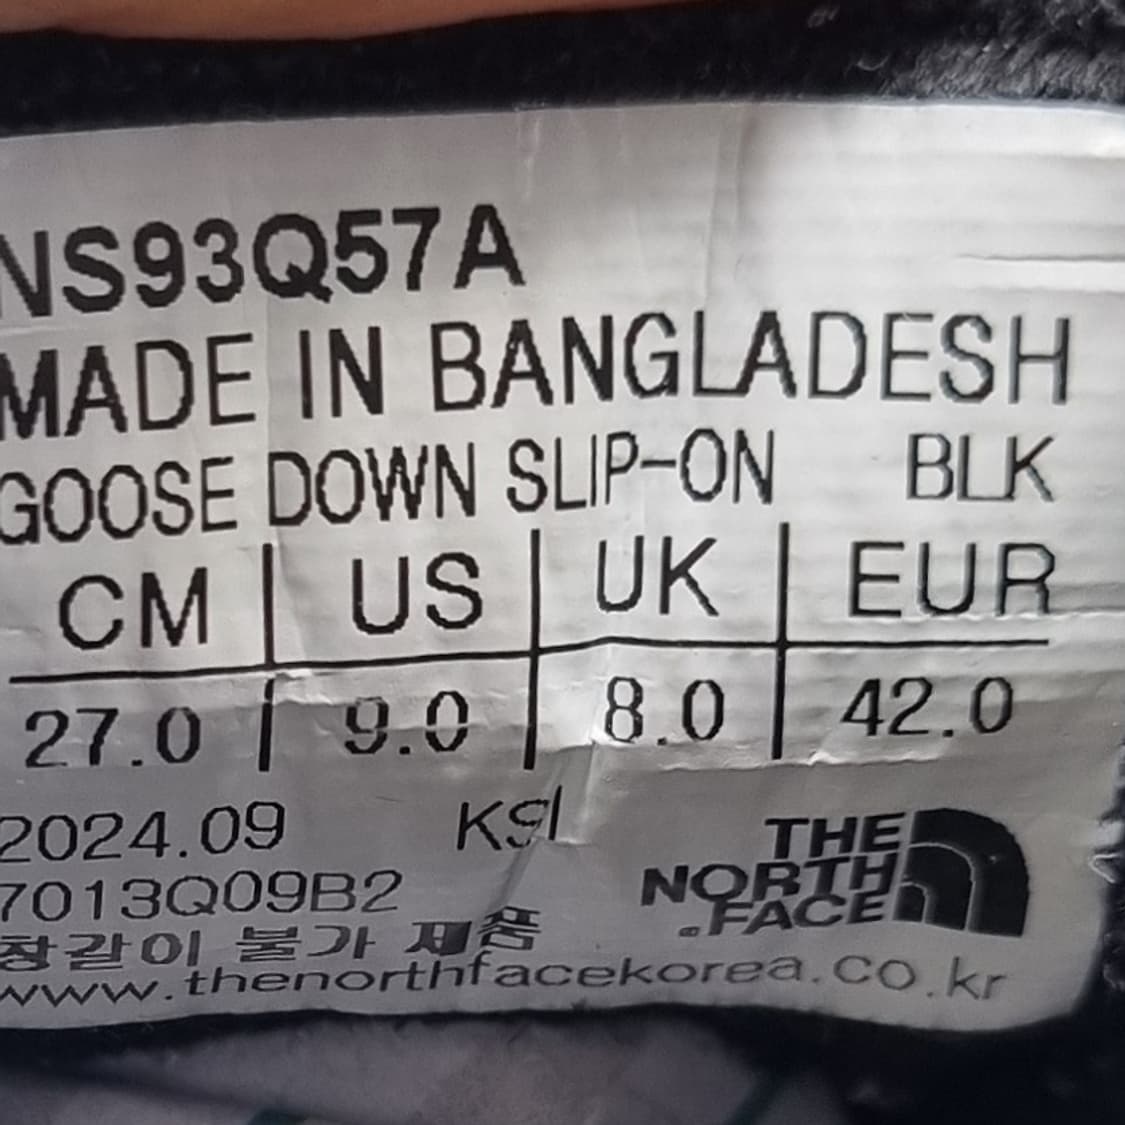 NS93Q57A
MADE IN BANGLADESH
GOOSE DOWN SLIP-ON BLK
CM US UK EUR
27.0 9.0 8.0 42.0
2024.09 KSI
7013Q09B2
창갈이 불가 제품
www.thenorthfacekorea.co.kr
THE
NORTH
FACE